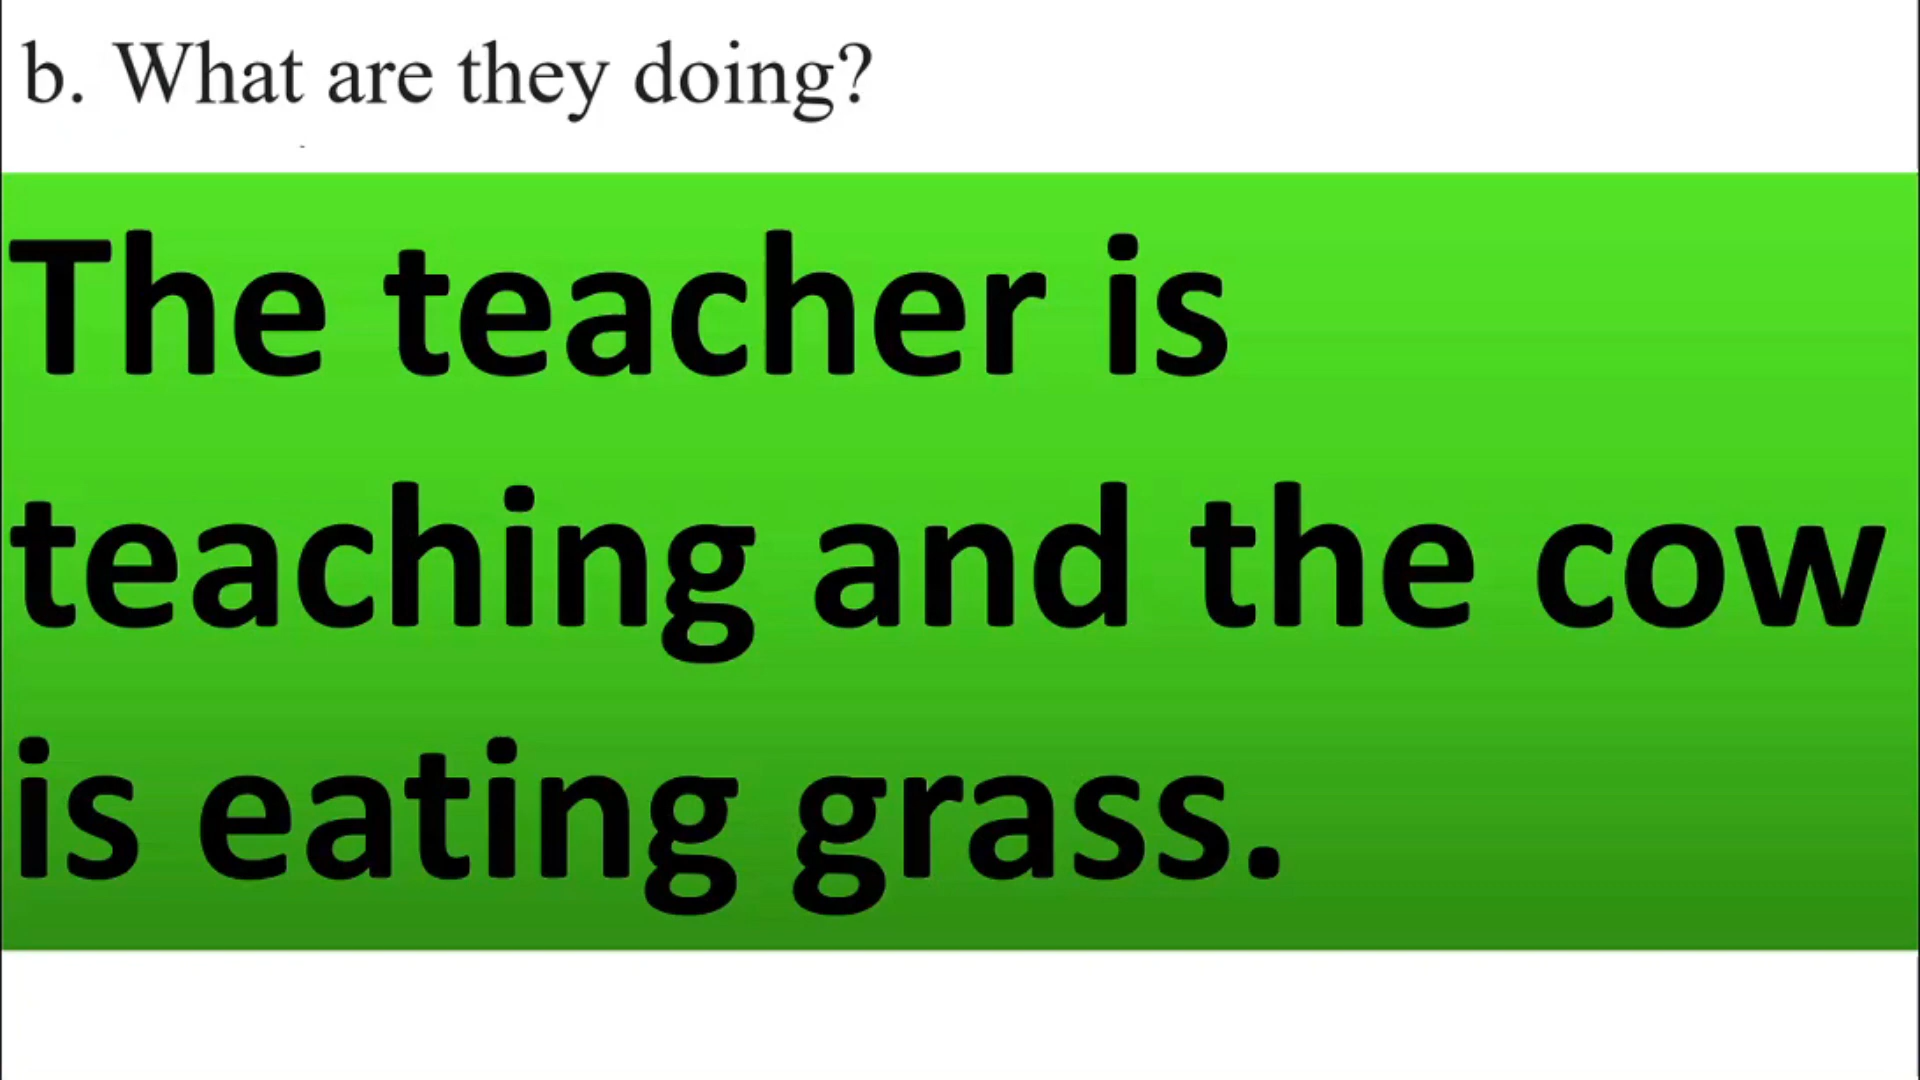 b. What are they doing?
The teacher is
teaching and the cow
is eating grass.